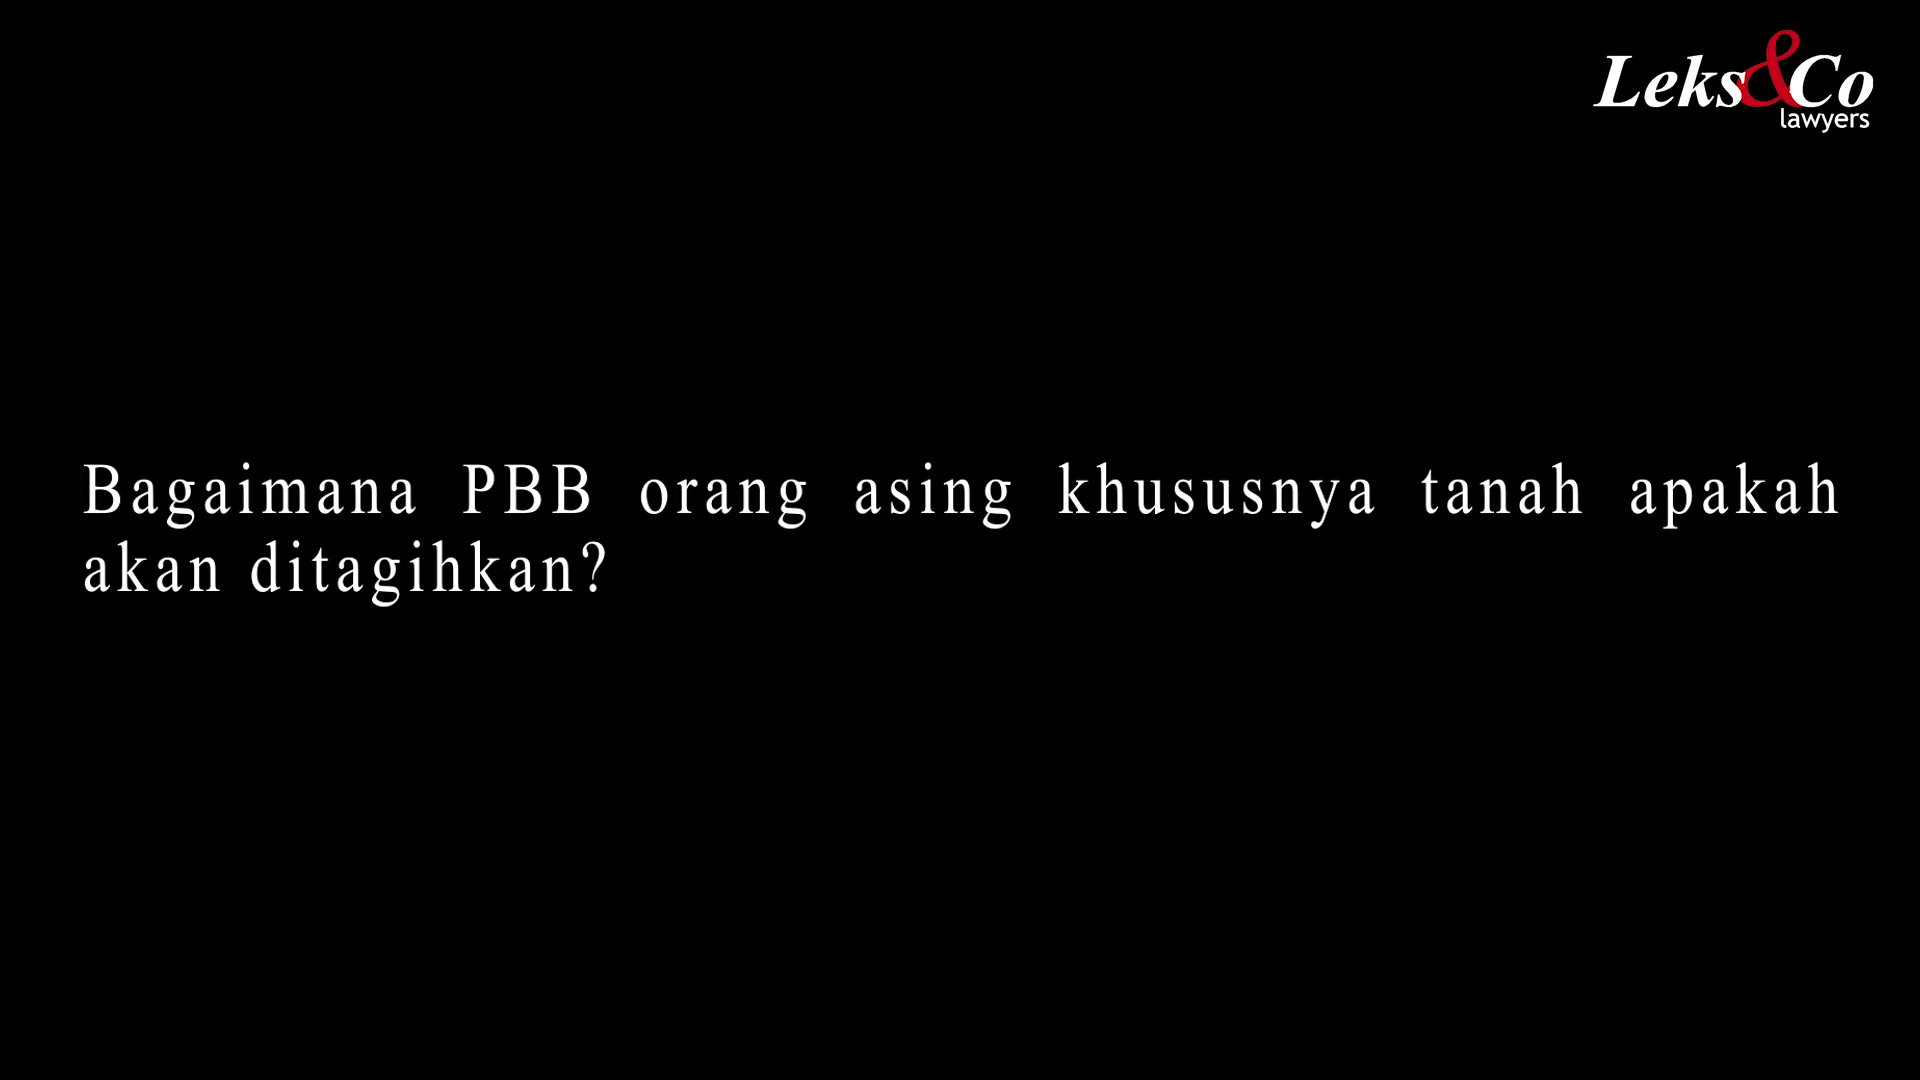 Leks&Co
lawyers
Bagaimana PBB orang asing khususnya tanah apakah
akan ditagihkan?